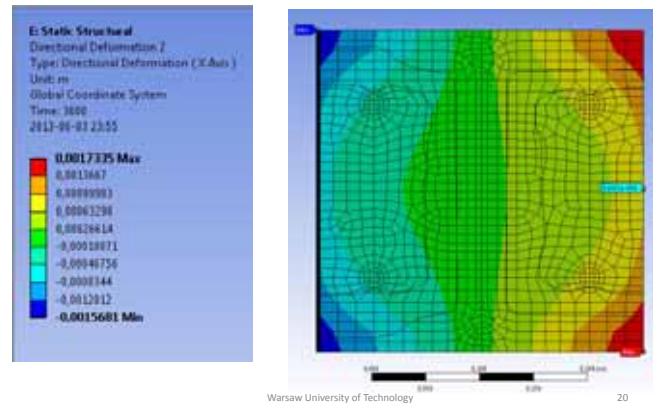 E: Static Structural
Directional Deformation 2
Type: Directional Deformation ( X Axis )
Unit: m
Global Coordinate System
Time: 3600
2013-06-03 23:55
0,0017335 Max
0,0013667
0,00099983
0,00063298
0,00026614
-0,00010071
-0,00046756
-0,0008344
-0,0012012
-0,0015681 Min
Warsaw University of Technology
20